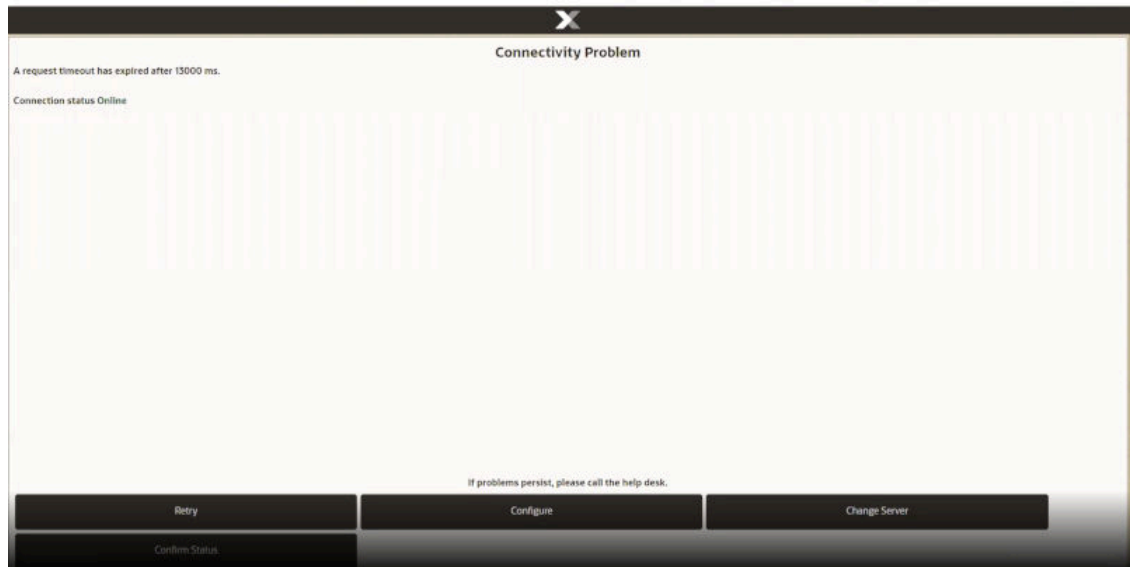 Connectivity Problem
A request timeout has expired after 13000 ms.
Connection status Online
If problems persist, please call the help desk.
Retry
Configure
Change Server
Confirm Status